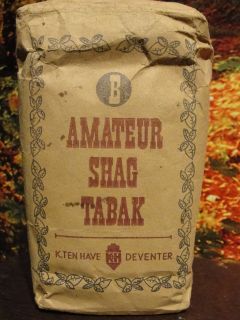 B
AMATEUR
SHAG
TABAK
K. TEN HAVE DEVENTER